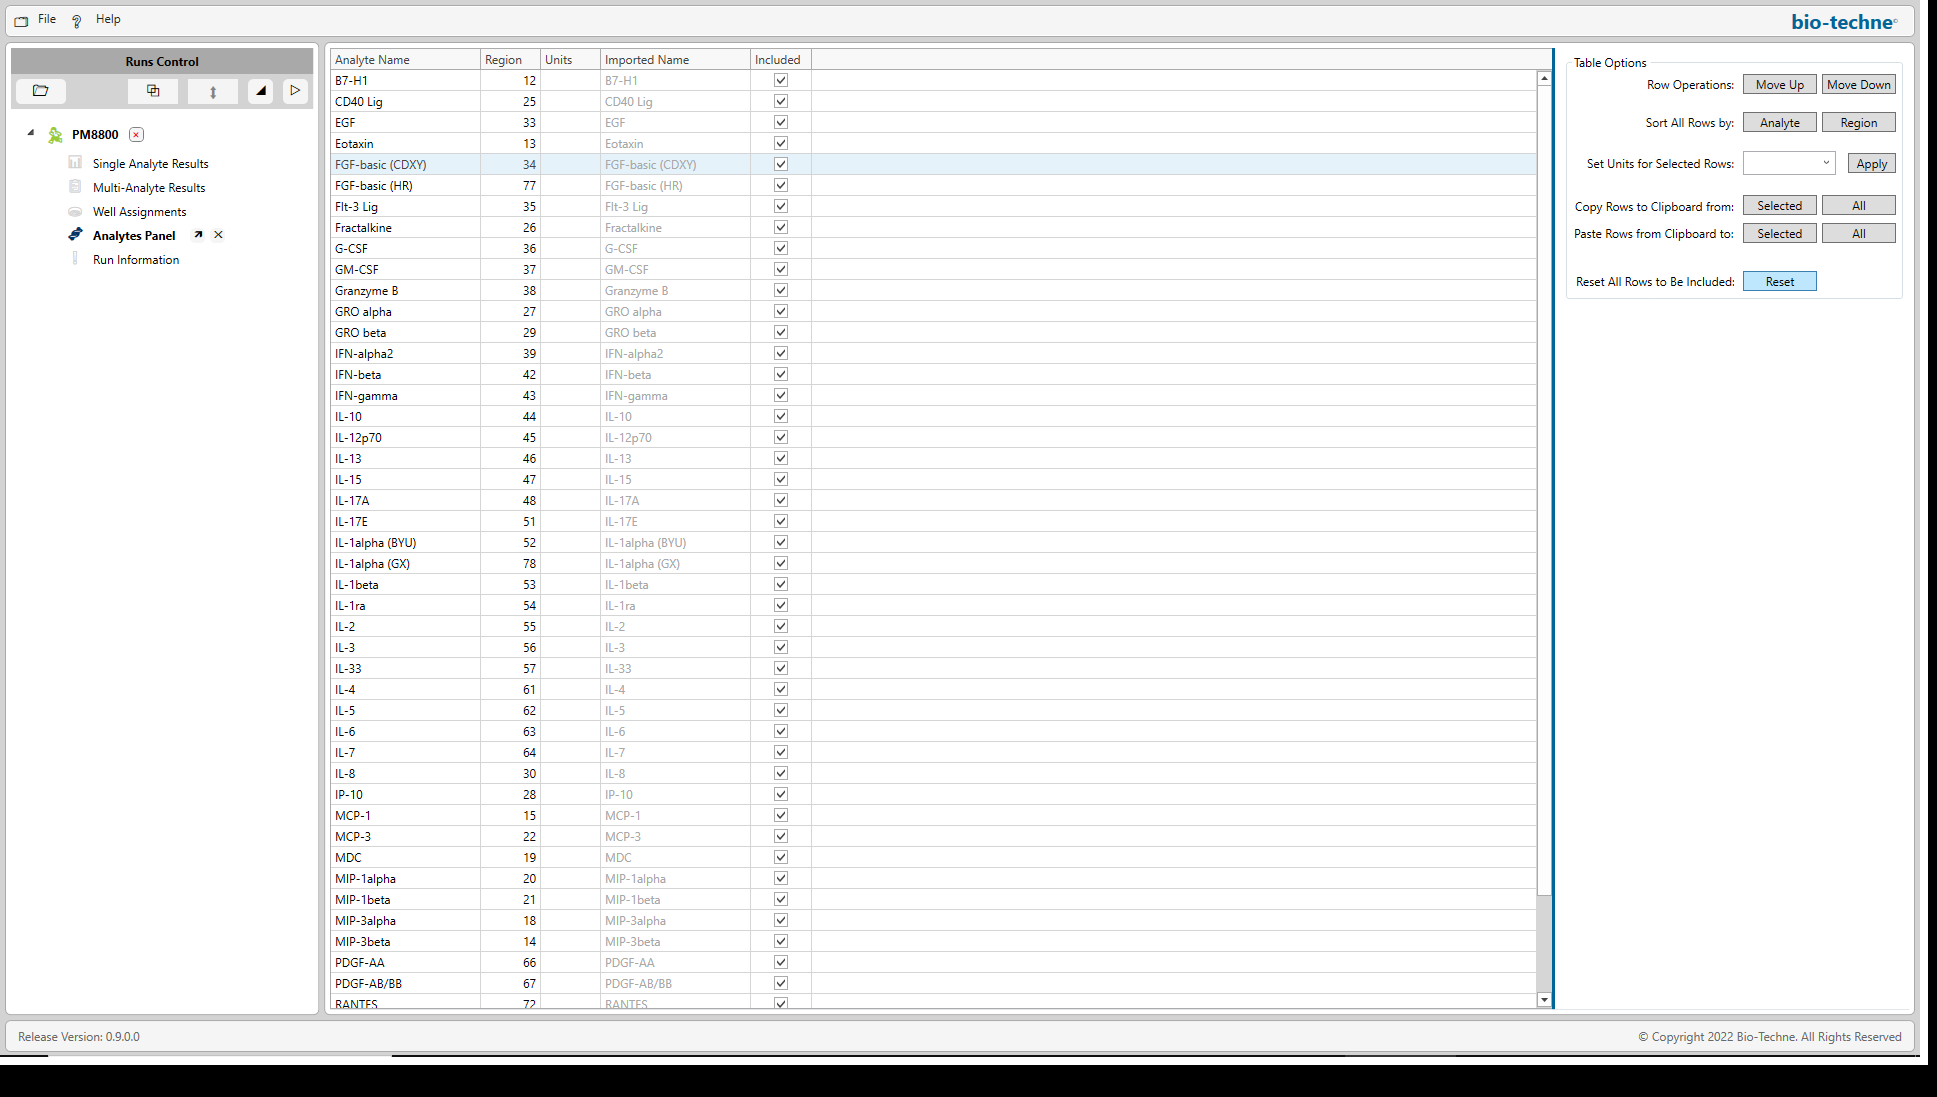 File Help
bio-techne®
Runs Control
PM8800
Single Analyte Results
Multi-Analyte Results
Well Assignments
Analytes Panel
Run Information
Analyte Name Region Units Imported Name Included
B7-H1 12 B7-H1
CD40 Lig 25 CD40 Lig
EGF 33 EGF
Eotaxin 13 Eotaxin
FGF-basic (CDXY) 34 FGF-basic (CDXY)
FGF-basic (HR) 77 FGF-basic (HR)
Flt-3 Lig 35 Flt-3 Lig
Fractalkine 26 Fractalkine
G-CSF 36 G-CSF
GM-CSF 37 GM-CSF
Granzyme B 38 Granzyme B
GRO alpha 27 GRO alpha
GRO beta 29 GRO beta
IFN-alpha2 39 IFN-alpha2
IFN-beta 42 IFN-beta
IFN-gamma 43 IFN-gamma
IL-10 44 IL-10
IL-12p70 45 IL-12p70
IL-13 46 IL-13
IL-15 47 IL-15
IL-17A 48 IL-17A
IL-17E 51 IL-17E
IL-1alpha (BYU) 52 IL-1alpha (BYU)
IL-1alpha (GX) 78 IL-1alpha (GX)
IL-1beta 53 IL-1beta
IL-1ra 54 IL-1ra
IL-2 55 IL-2
IL-3 56 IL-3
IL-33 57 IL-33
IL-4 61 IL-4
IL-5 62 IL-5
IL-6 63 IL-6
IL-7 64 IL-7
IL-8 30 IL-8
IP-10 28 IP-10
MCP-1 15 MCP-1
MCP-3 22 MCP-3
MDC 19 MDC
MIP-1alpha 20 MIP-1alpha
MIP-1beta 21 MIP-1beta
MIP-3alpha 18 MIP-3alpha
MIP-3beta 14 MIP-3beta
PDGF-AA 66 PDGF-AA
PDGF-AB/BB 67 PDGF-AB/BB
RANTES 72 RANTES
Table Options
Row Operations: Move Up Move Down
Sort All Rows by: Analyte Region
Set Units for Selected Rows: Apply
Copy Rows to Clipboard from: Selected All
Paste Rows from Clipboard to: Selected All
Reset All Rows to Be Included: Reset
Release Version: 0.9.0.0
© Copyright 2022 Bio-Techne. All Rights Reserved